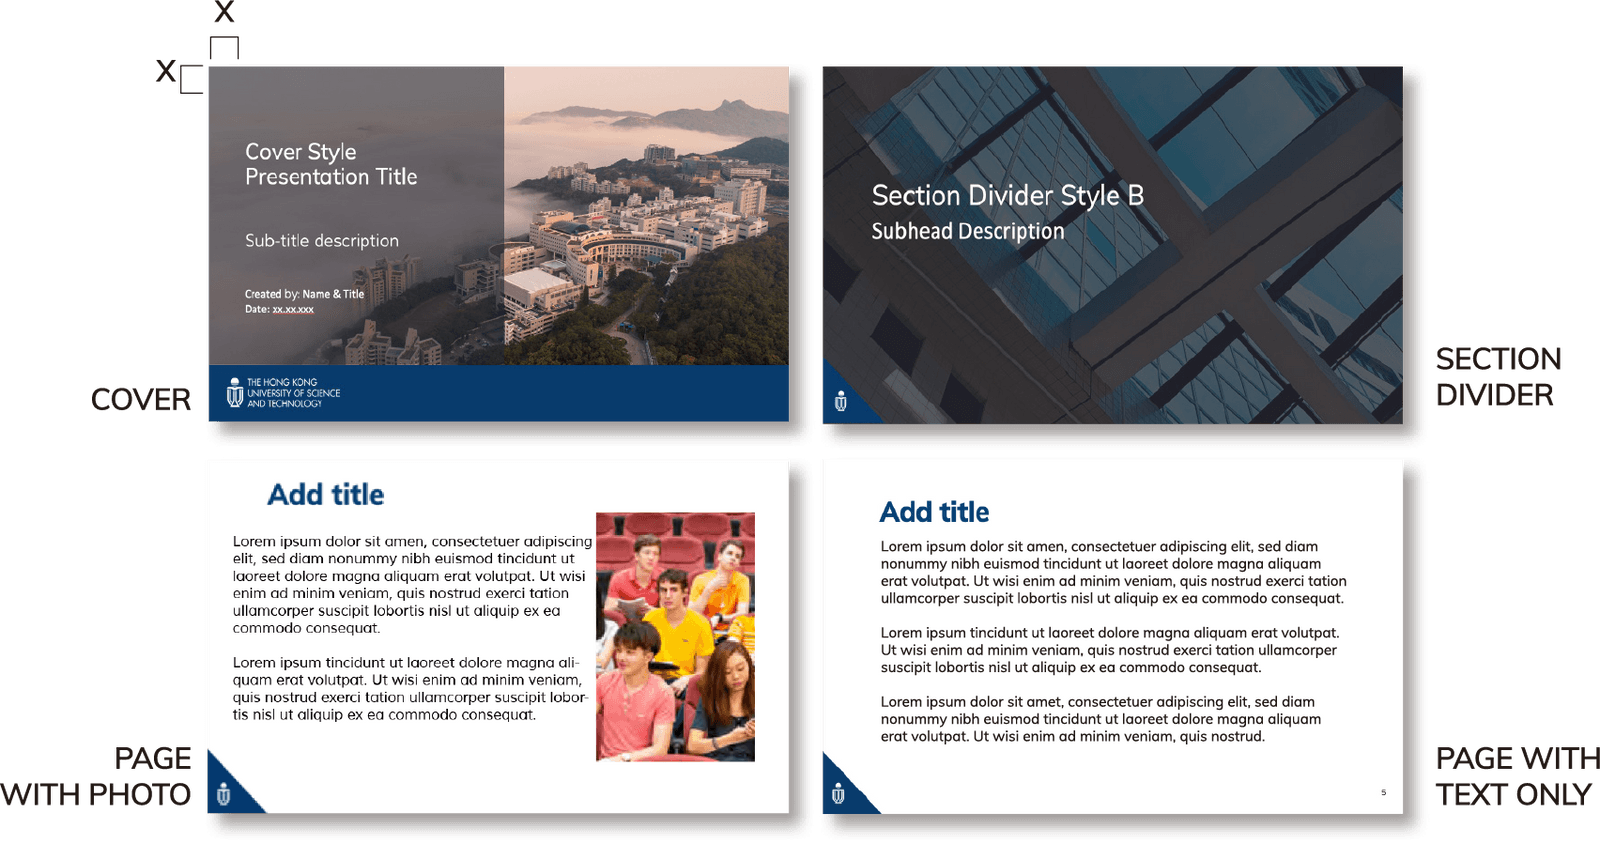 X
X
Cover Style
Presentation Title
Sub-title description
Created by: Name & Title
Date: xx.xx.xxx
THE HONG KONG
UNIVERSITY OF SCIENCE
AND TECHNOLOGY
COVER
Section Divider Style B
Subhead Description
SECTION
DIVIDER
Add title
Lorem ipsum dolor sit amen, consectetuer adipiscing
elit, sed diam nonummy nibh euismod tincidunt ut
laoreet dolore magna aliquam erat volutpat. Ut wisi
enim ad minim veniam, quis nostrud exerci tation
ullamcorper suscipit lobortis nisl ut aliquip ex ea
commodo consequat.
Lorem ipsum tincidunt ut laoreet dolore magna ali-
quam erat volutpat. Ut wisi enim ad minim veniam,
quis nostrud exerci tation ullamcorper suscipit lobor-
tis nisl ut aliquip ex ea commodo consequat.
PAGE
WITH PHOTO
Add title
Lorem ipsum dolor sit amen, consectetuer adipiscing elit, sed diam
nonummy nibh euismod tincidunt ut laoreet dolore magna aliquam
erat volutpat. Ut wisi enim ad minim veniam, quis nostrud exerci tation
ullamcorper suscipit lobortis nisl ut aliquip ex ea commodo consequat.
Lorem ipsum tincidunt ut laoreet dolore magna aliquam erat volutpat.
Ut wisi enim ad minim veniam, quis nostrud exerci tation ullamcorper
suscipit lobortis nisl ut aliquip ex ea commodo consequat.
Lorem ipsum dolor sit amet, consectetuer adipiscing elit, sed diam
nonummy nibh euismod tincidunt ut laoreet dolore magna aliquam
erat volutpat. Ut wisi enim ad minim veniam, quis nostrud.
5
PAGE WITH
TEXT ONLY